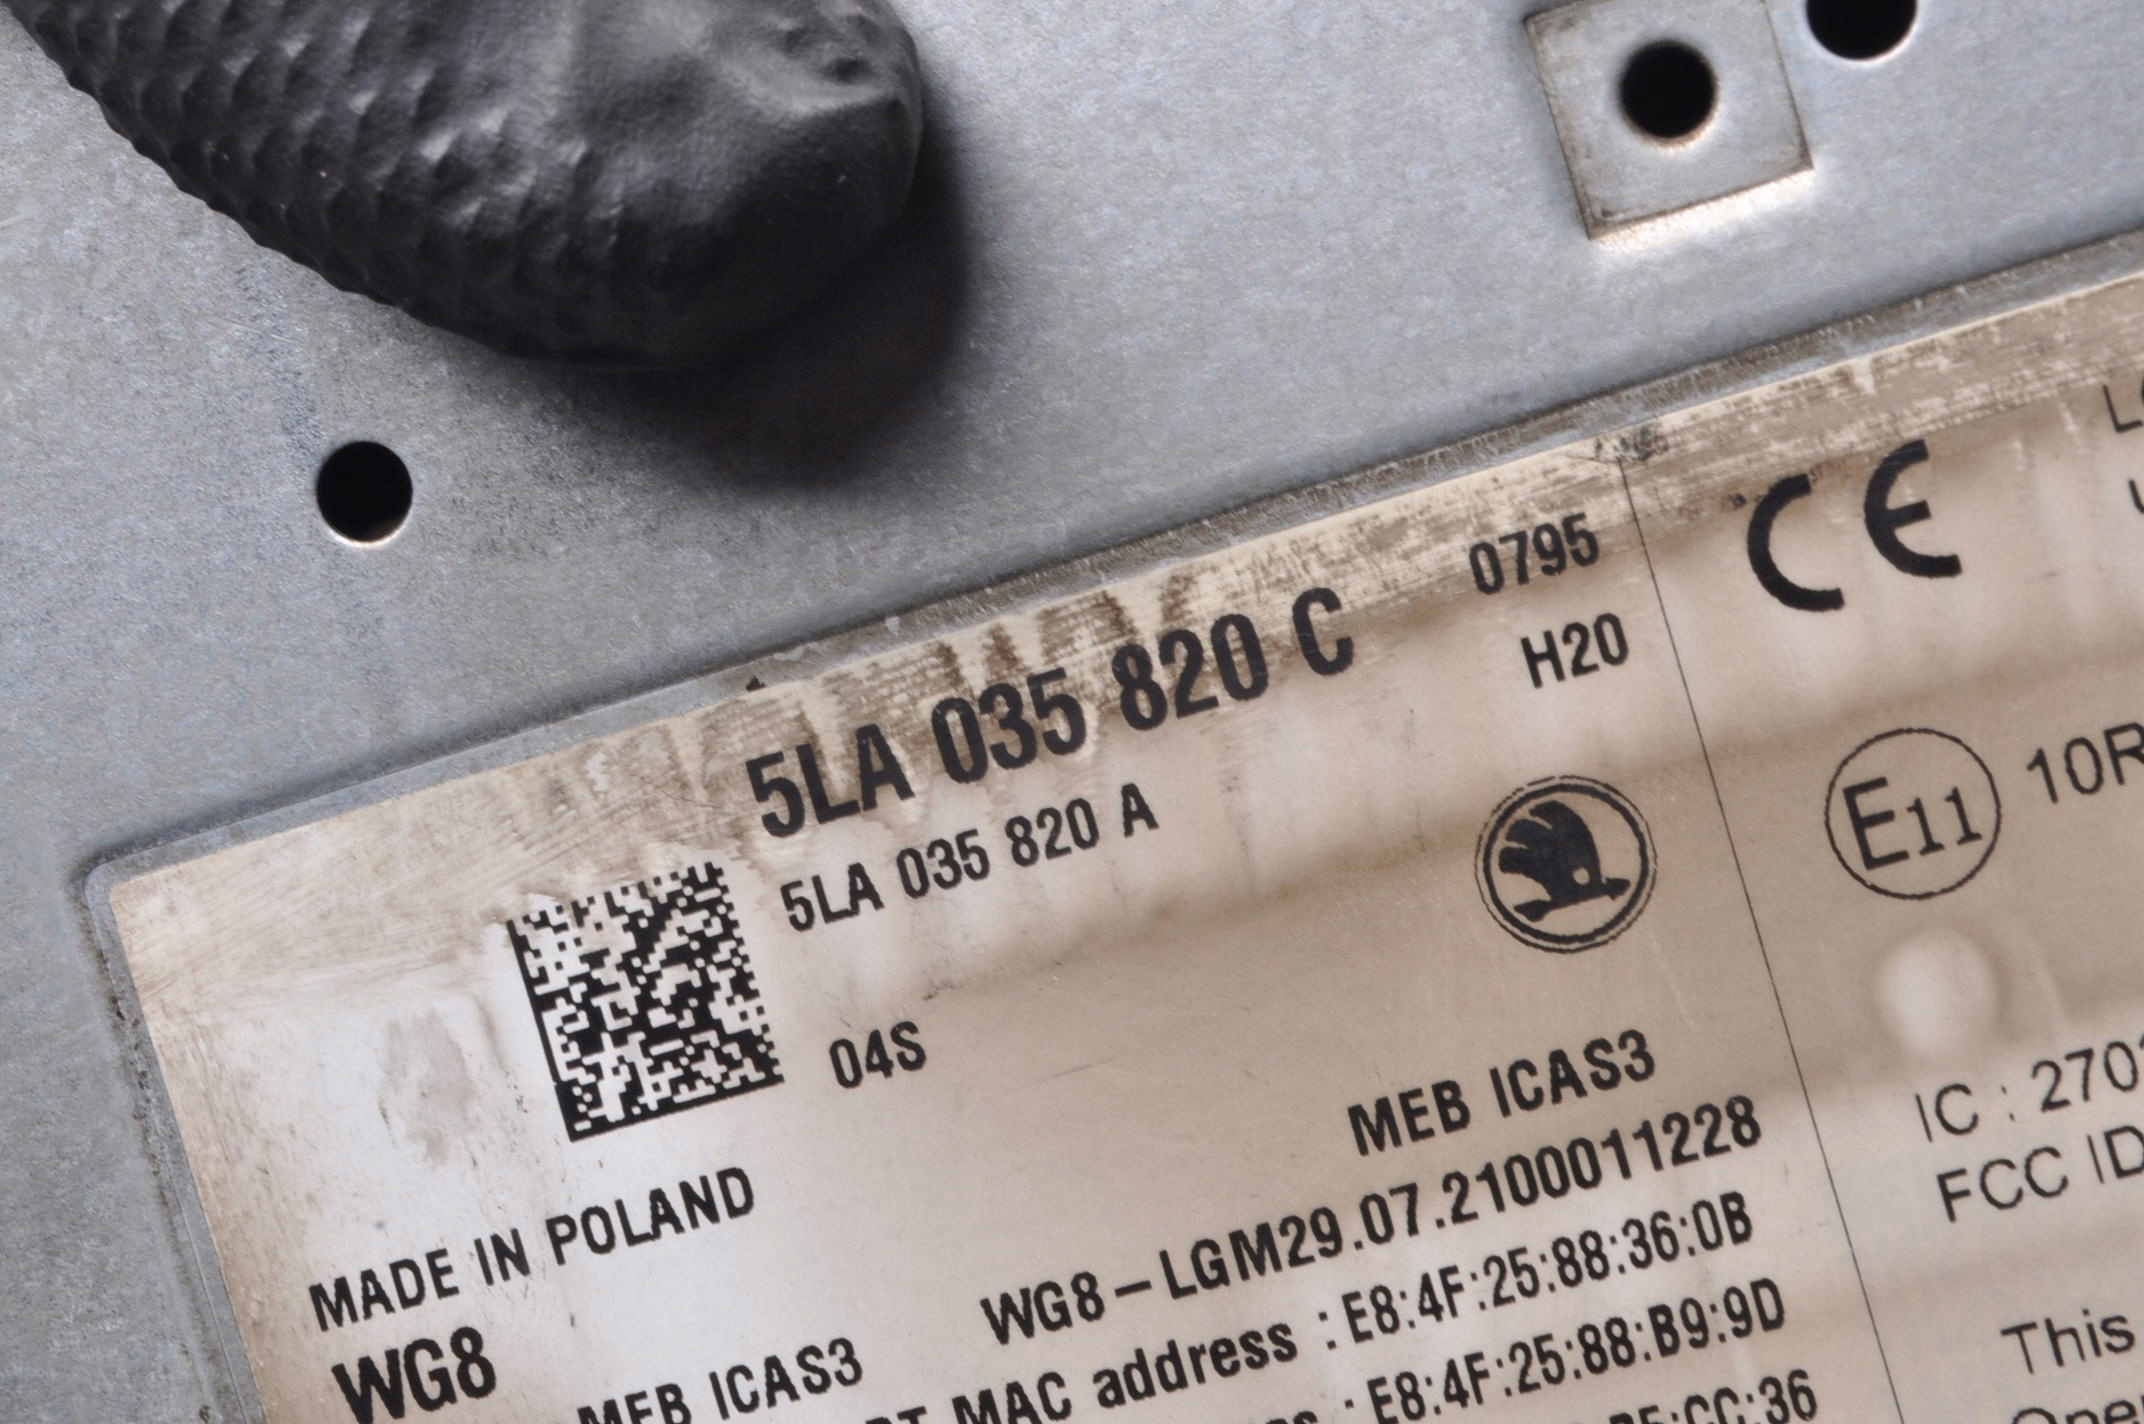 5LA 035 820 C
0795
5LA 035 820 A
H20
04S
MADE IN POLAND
WG8
MEB ICAS3
MEB ICAS3
WG8-LGM29.07.2100011228
MAC address :E8:4F:25:88:36:0B
:E8:4F:25:88:B9:9D
CC:36
CE
E11 10R
IC : 270
FCC ID
This